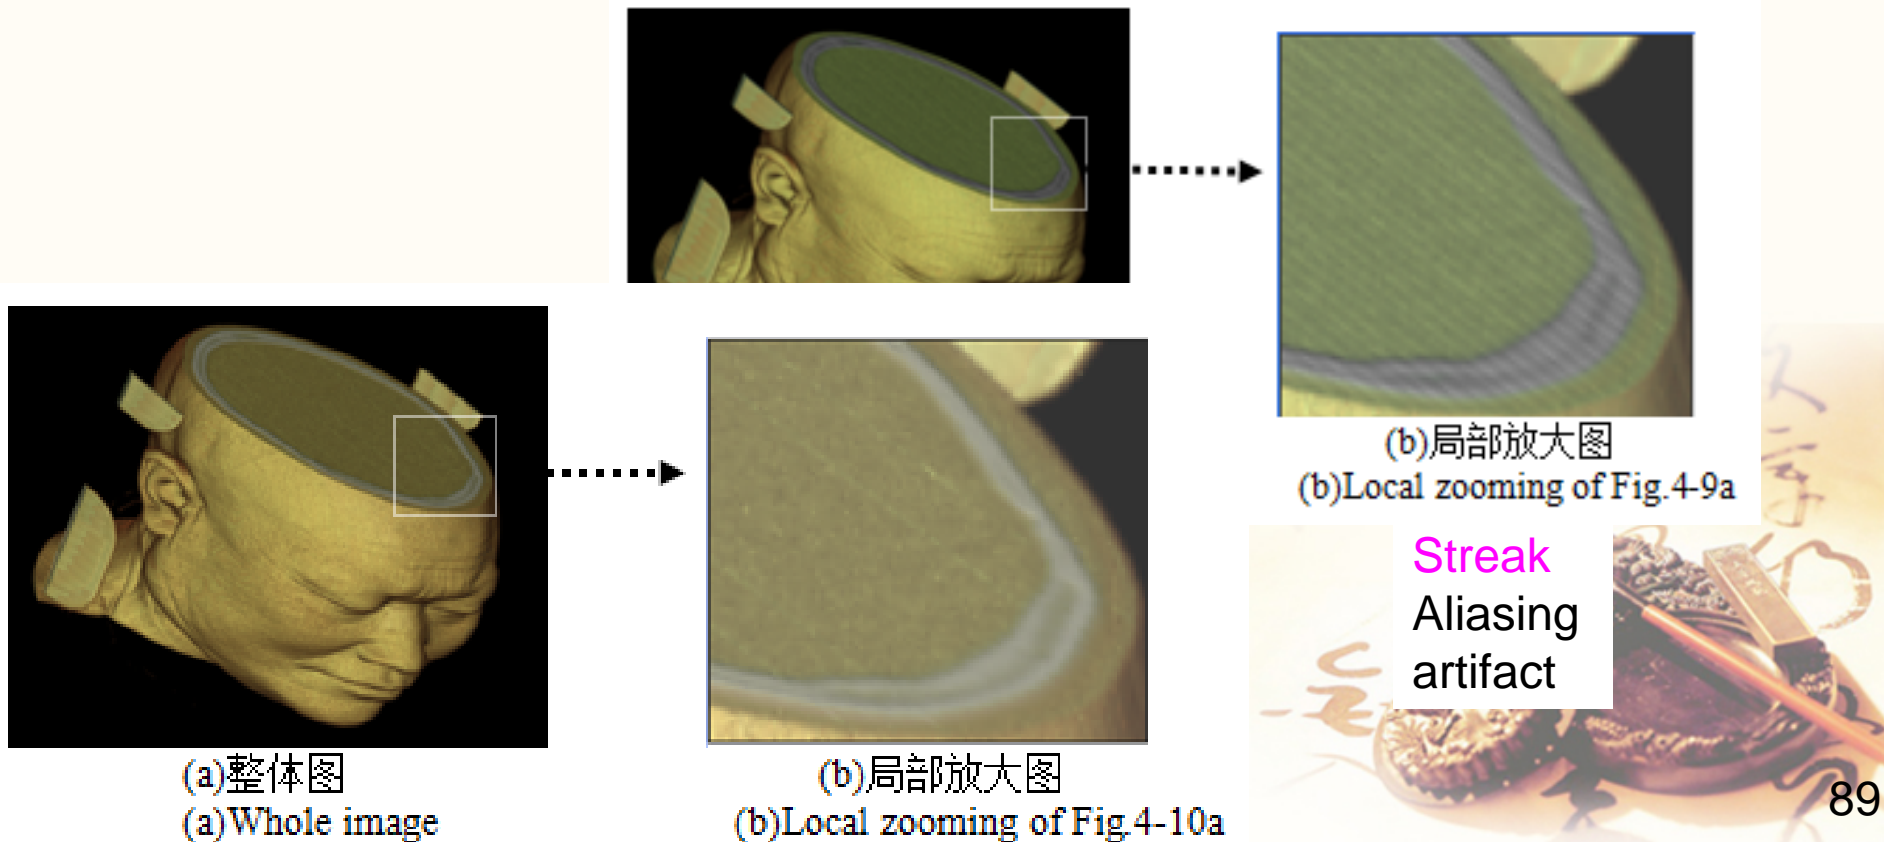 (b)局部放大图
(b)Local zooming of Fig.4-9a
Streak
Aliasing
artifact
(a)整体图
(a)Whole image
(b)局部放大图
(b)Local zooming of Fig.4-10a
89